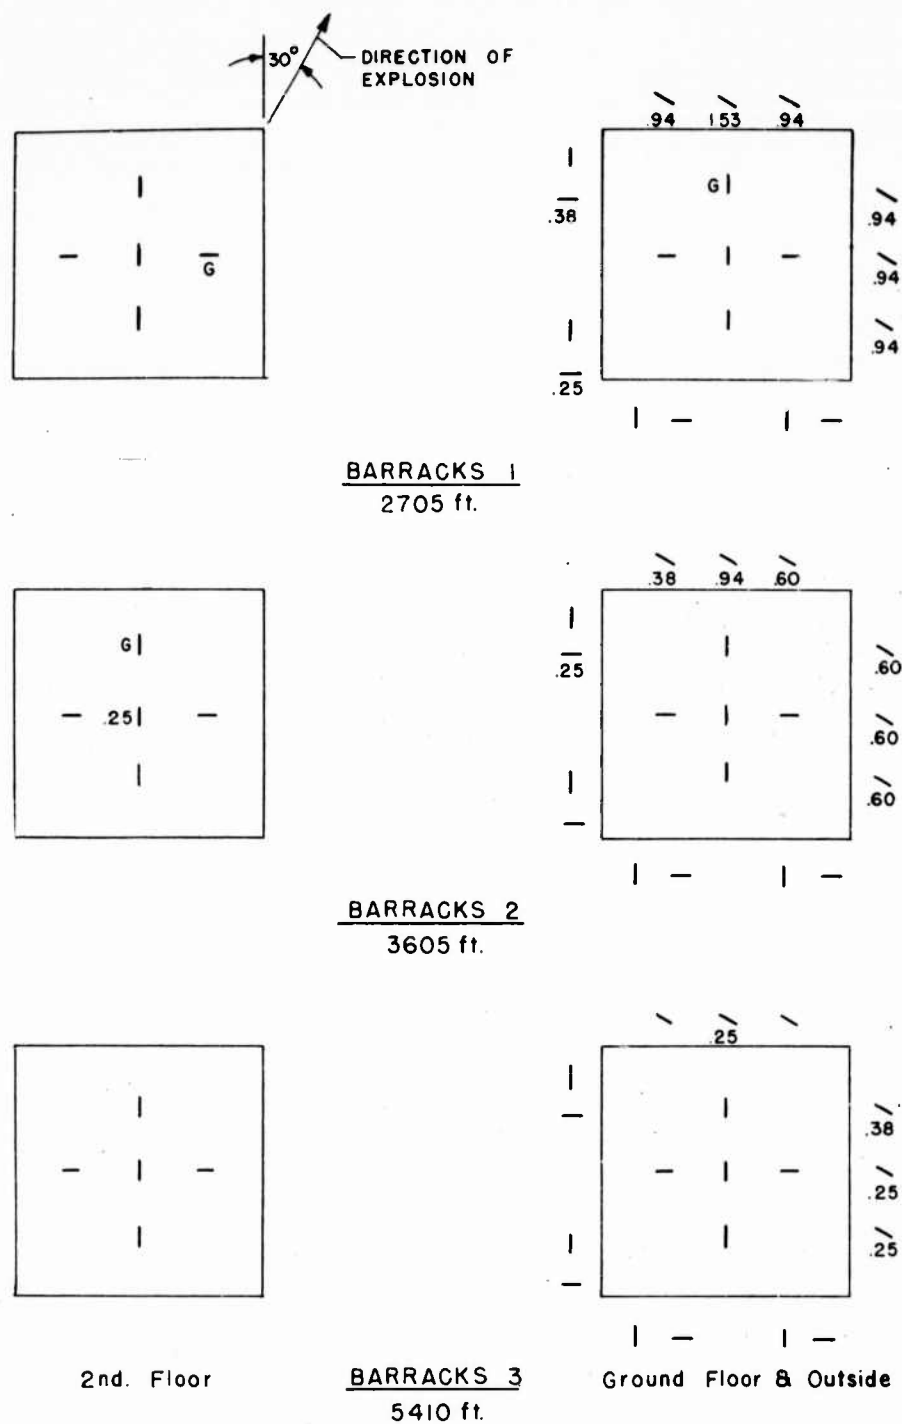 30°
DIRECTION OF
EXPLOSION
.94 1.53 .94
G
.38
.94
G
.94
.94
.25
BARRACKS 1
2705 ft.
.38 .94 .60
G
.25
.60
.25
.60
.60
BARRACKS 2
3605 ft.
.25
.38
.25
.25
2nd. Floor
BARRACKS 3
Ground Floor & Outside
5410 ft.